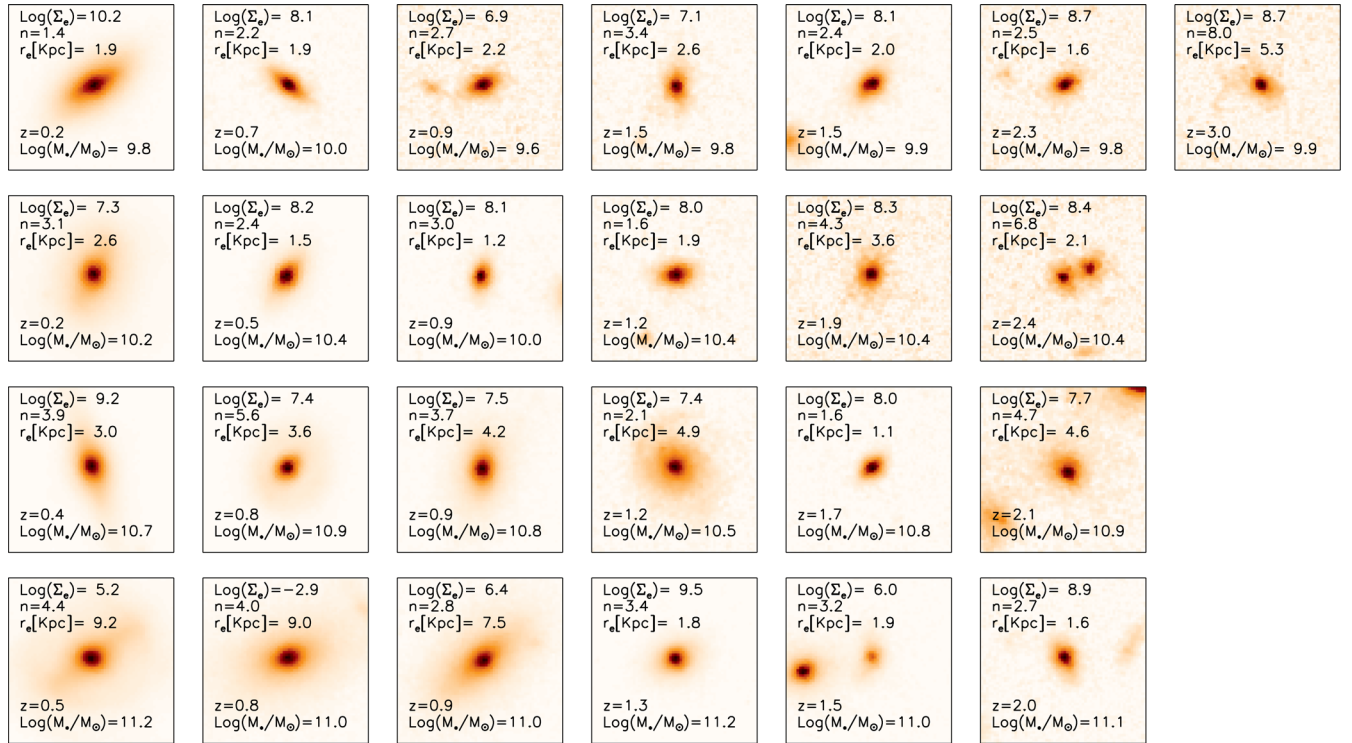 Log(Σe)=10.2
n=1.4
re[Kpc]= 1.9
z=0.2
Log(M⋆/M⊙)= 9.8
Log(Σe)= 8.1
n=2.2
re[Kpc]= 1.9
z=0.7
Log(M⋆/M⊙)=10.0
Log(Σe)= 6.9
n=2.7
re[Kpc]= 2.2
z=0.9
Log(M⋆/M⊙)= 9.6
Log(Σe)= 7.1
n=3.4
re[Kpc]= 2.6
z=1.5
Log(M⋆/M⊙)= 9.8
Log(Σe)= 8.1
n=2.4
re[Kpc]= 2.0
z=1.5
Log(M⋆/M⊙)= 9.9
Log(Σe)= 8.7
n=2.5
re[Kpc]= 1.6
z=2.3
Log(M⋆/M⊙)= 9.8
Log(Σe)= 8.7
n=8.0
re[Kpc]= 5.3
z=3.0
Log(M⋆/M⊙)= 9.9
Log(Σe)= 7.3
n=3.1
re[Kpc]= 2.6
z=0.2
Log(M⋆/M⊙)=10.2
Log(Σe)= 8.2
n=2.4
re[Kpc]= 1.5
z=0.5
Log(M⋆/M⊙)=10.4
Log(Σe)= 8.1
n=3.0
re[Kpc]= 1.2
z=0.9
Log(M⋆/M⊙)=10.0
Log(Σe)= 8.0
n=1.6
re[Kpc]= 1.9
z=1.2
Log(M⋆/M⊙)=10.4
Log(Σe)= 8.3
n=4.3
re[Kpc]= 3.6
z=1.9
Log(M⋆/M⊙)=10.4
Log(Σe)= 8.4
n=6.8
re[Kpc]= 2.1
z=2.4
Log(M⋆/M⊙)=10.4
Log(Σe)= 9.2
n=3.9
re[Kpc]= 3.0
z=0.4
Log(M⋆/M⊙)=10.7
Log(Σe)= 7.4
n=5.6
re[Kpc]= 3.6
z=0.8
Log(M⋆/M⊙)=10.9
Log(Σe)= 7.5
n=3.7
re[Kpc]= 4.2
z=0.9
Log(M⋆/M⊙)=10.8
Log(Σe)= 7.4
n=2.1
re[Kpc]= 4.9
z=1.2
Log(M⋆/M⊙)=10.5
Log(Σe)= 8.0
n=1.6
re[Kpc]= 1.1
z=1.7
Log(M⋆/M⊙)=10.8
Log(Σe)= 7.7
n=4.7
re[Kpc]= 4.6
z=2.1
Log(M⋆/M⊙)=10.9
Log(Σe)= 5.2
n=4.4
re[Kpc]= 9.2
z=0.5
Log(M⋆/M⊙)=11.2
Log(Σe)=−2.9
n=4.0
re[Kpc]= 9.0
z=0.8
Log(M⋆/M⊙)=11.0
Log(Σe)= 6.4
n=2.8
re[Kpc]= 7.5
z=0.9
Log(M⋆/M⊙)=11.0
Log(Σe)= 9.5
n=3.4
re[Kpc]= 1.8
z=1.3
Log(M⋆/M⊙)=11.2
Log(Σe)= 6.0
n=3.2
re[Kpc]= 1.9
z=1.5
Log(M⋆/M⊙)=11.0
Log(Σe)= 8.9
n=2.7
re[Kpc]= 1.6
z=2.0
Log(M⋆/M⊙)=11.1